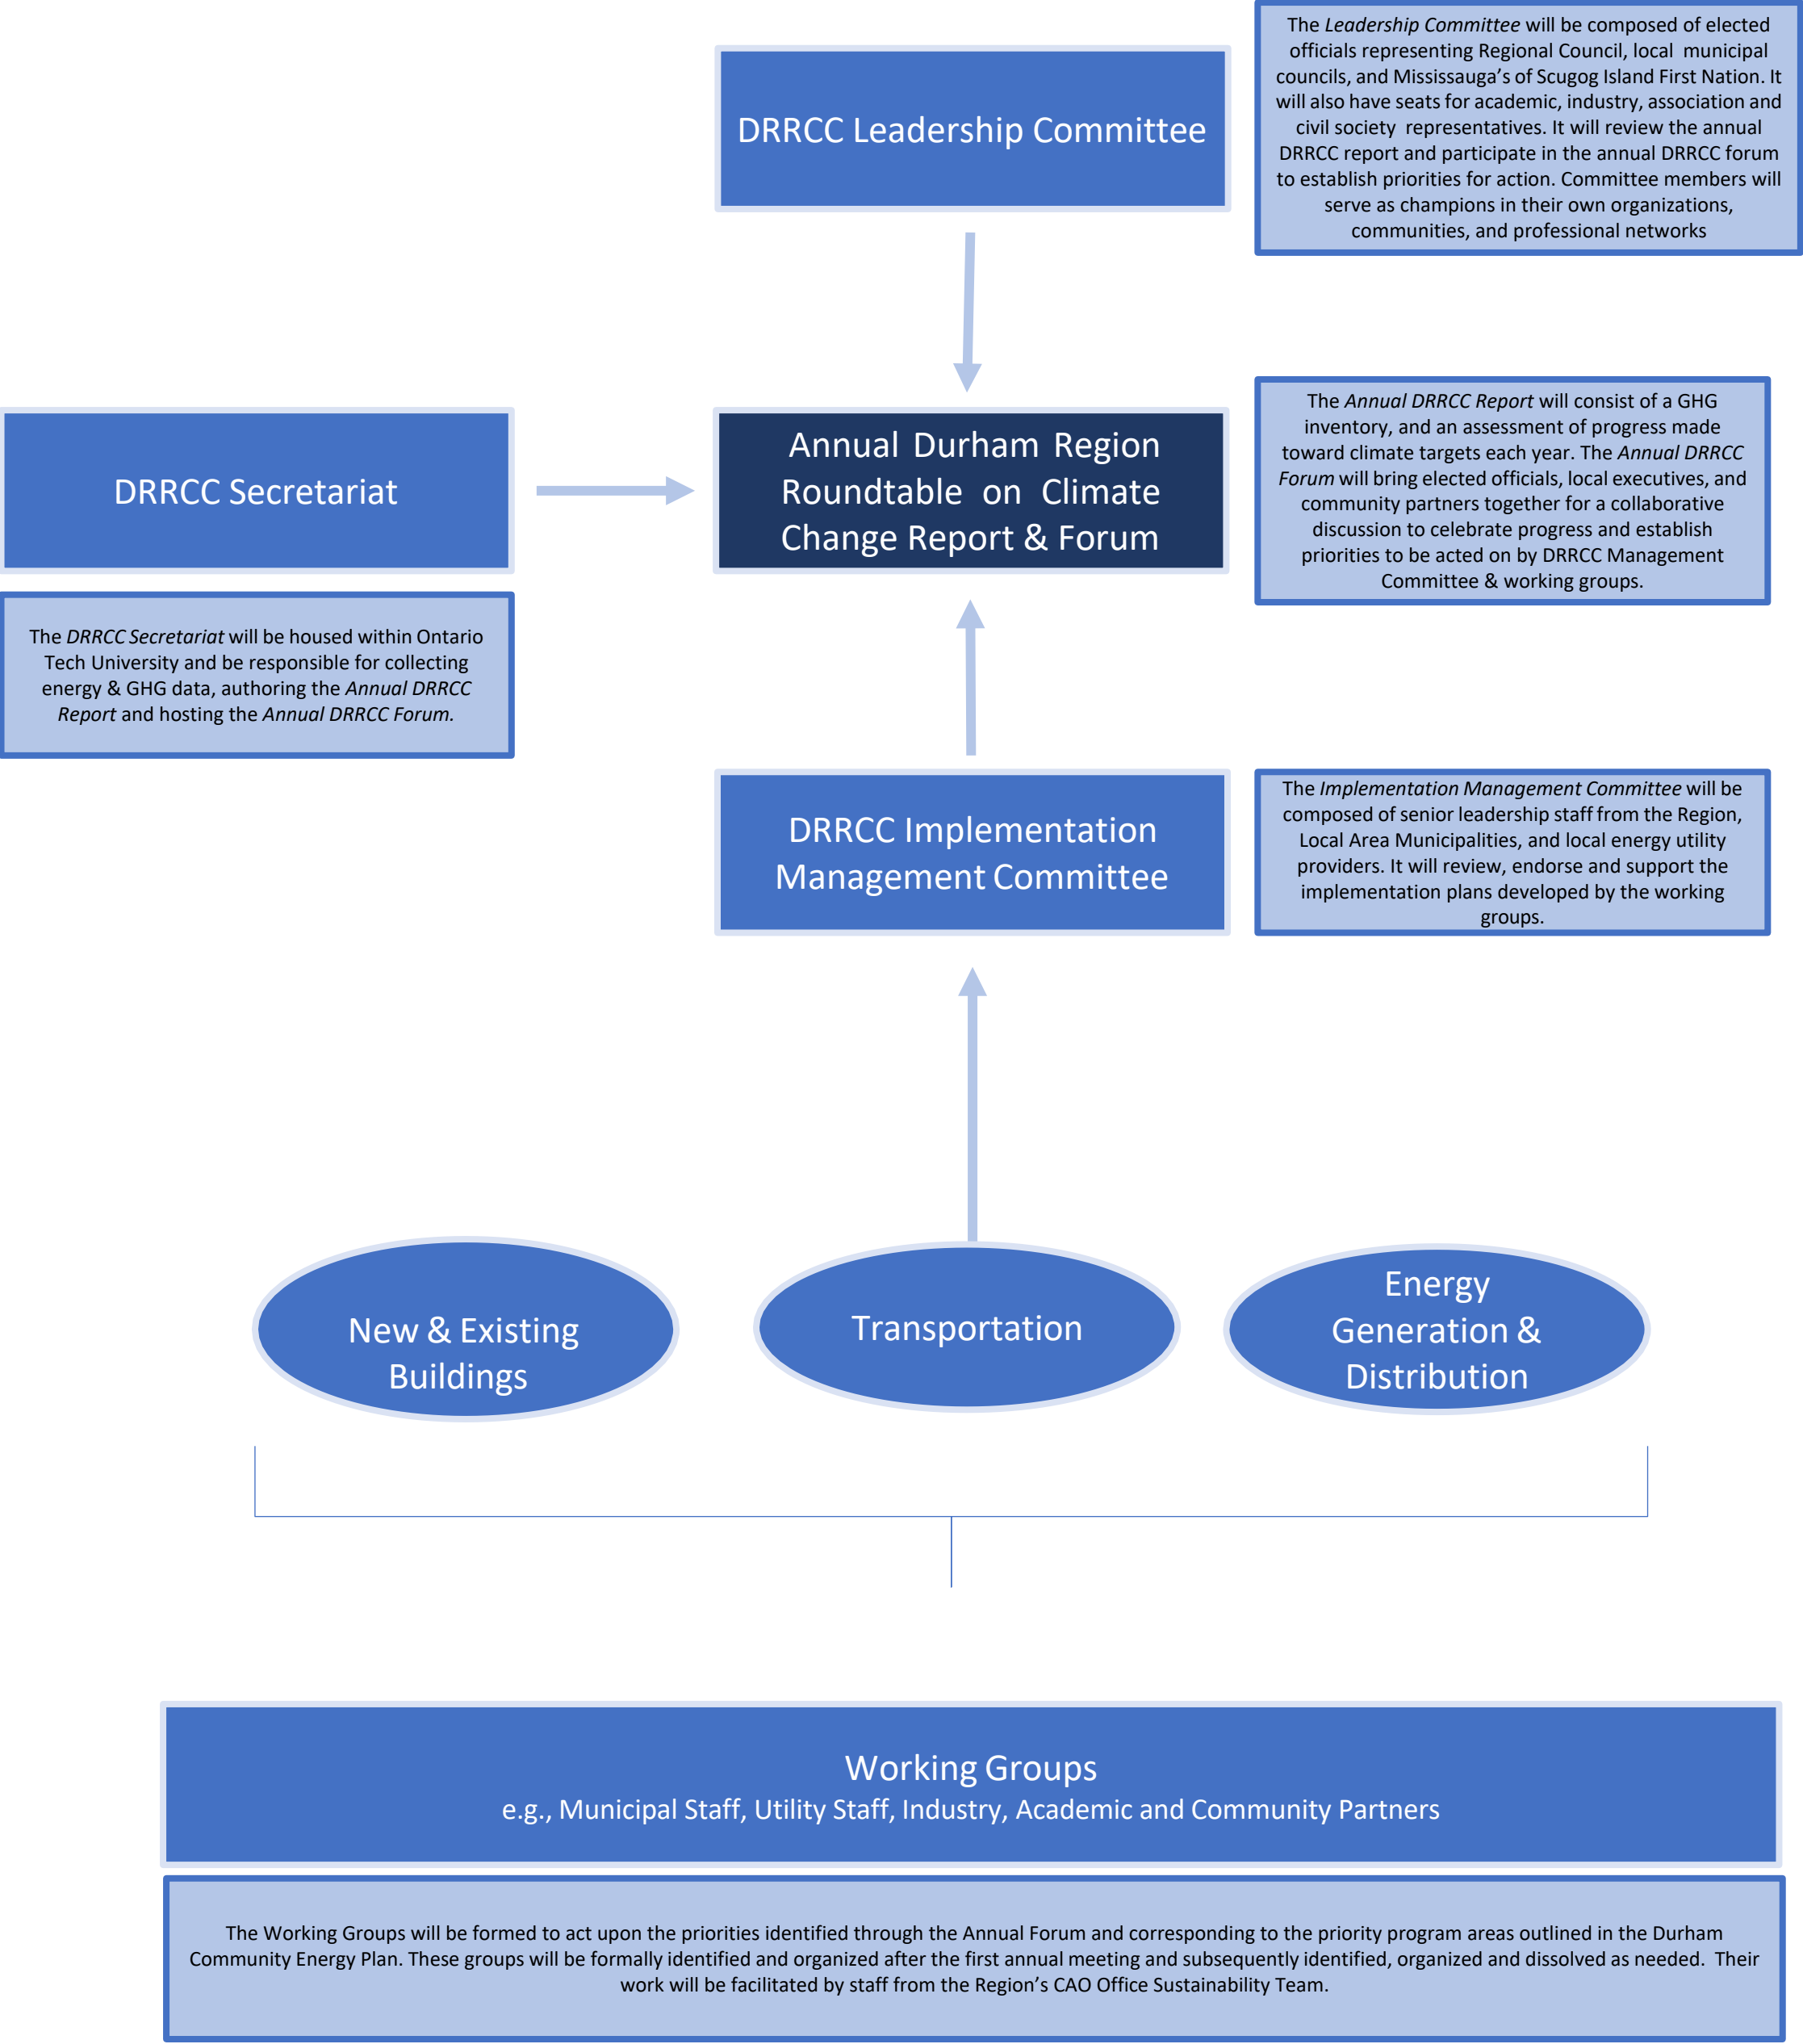 DRRCC Leadership Committee
The Leadership Committee will be composed of elected
officials representing Regional Council, local municipal
councils, and Mississauga’s of Scugog Island First Nation. It
will also have seats for academic, industry, association and
civil society representatives. It will review the annual
DRRCC report and participate in the annual DRRCC forum
to establish priorities for action. Committee members will
serve as champions in their own organizations,
communities, and professional networks
DRRCC Secretariat
The DRRCC Secretariat will be housed within Ontario
Tech University and be responsible for collecting
energy & GHG data, authoring the Annual DRRCC
Report and hosting the Annual DRRCC Forum.
Annual Durham Region
Roundtable on Climate
Change Report & Forum
The Annual DRRCC Report will consist of a GHG
inventory, and an assessment of progress made
toward climate targets each year. The Annual DRRCC
Forum will bring elected officials, local executives, and
community partners together for a collaborative
discussion to celebrate progress and establish
priorities to be acted on by DRRCC Management
Committee & working groups.
DRRCC Implementation
Management Committee
The Implementation Management Committee will be
composed of senior leadership staff from the Region,
Local Area Municipalities, and local energy utility
providers. It will review, endorse and support the
implementation plans developed by the working
groups.
New & Existing
Buildings
Transportation
Energy
Generation &
Distribution
Working Groups
e.g., Municipal Staff, Utility Staff, Industry, Academic and Community Partners
The Working Groups will be formed to act upon the priorities identified through the Annual Forum and corresponding to the priority program areas outlined in the Durham
Community Energy Plan. These groups will be formally identified and organized after the first annual meeting and subsequently identified, organized and dissolved as needed. Their
work will be facilitated by staff from the Region’s CAO Office Sustainability Team.